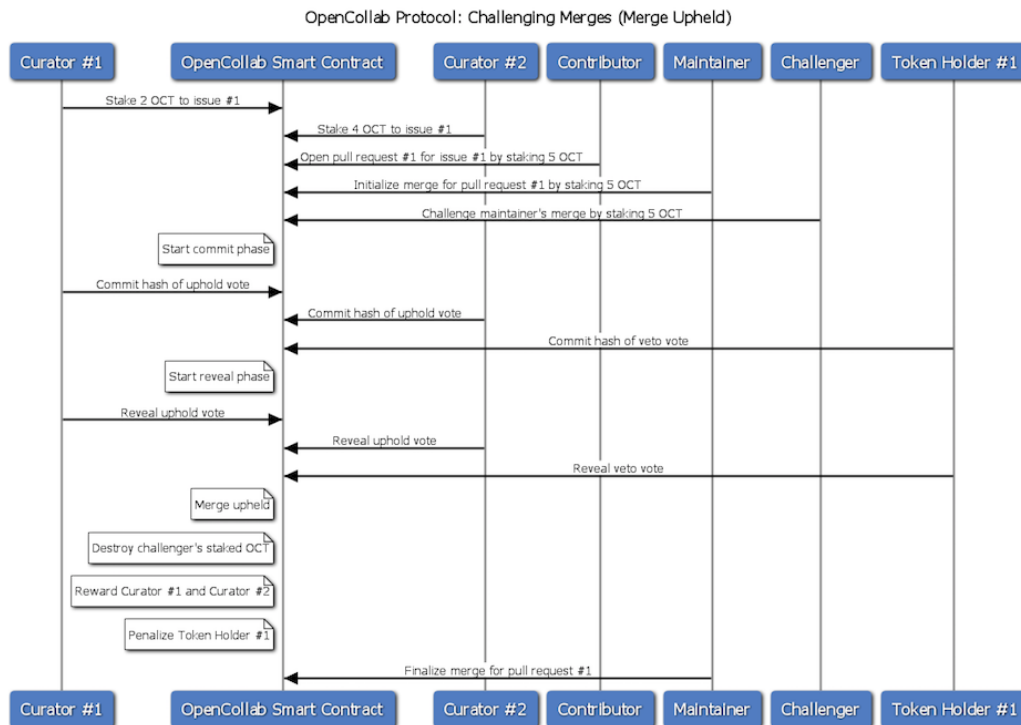 OpenCollab Protocol: Challenging Merges (Merge Upheld)
Curator #1 OpenCollab Smart Contract Curator #2 Contributor Maintainer Challenger Token Holder #1
Stake 2 OCT to issue #1
Stake 4 OCT to issue #1
Open pull request #1 for issue #1 by staking 5 OCT
Initialize merge for pull request #1 by staking 5 OCT
Challenge maintainer's merge by staking 5 OCT
Start commit phase
Commit hash of uphold vote
Commit hash of uphold vote
Commit hash of veto vote
Start reveal phase
Reveal uphold vote
Reveal uphold vote
Reveal veto vote
Merge upheld
Destroy challenger's staked OCT
Reward Curator #1 and Curator #2
Penalize Token Holder #1
Finalize merge for pull request #1
Curator #1 OpenCollab Smart Contract Curator #2 Contributor Maintainer Challenger Token Holder #1